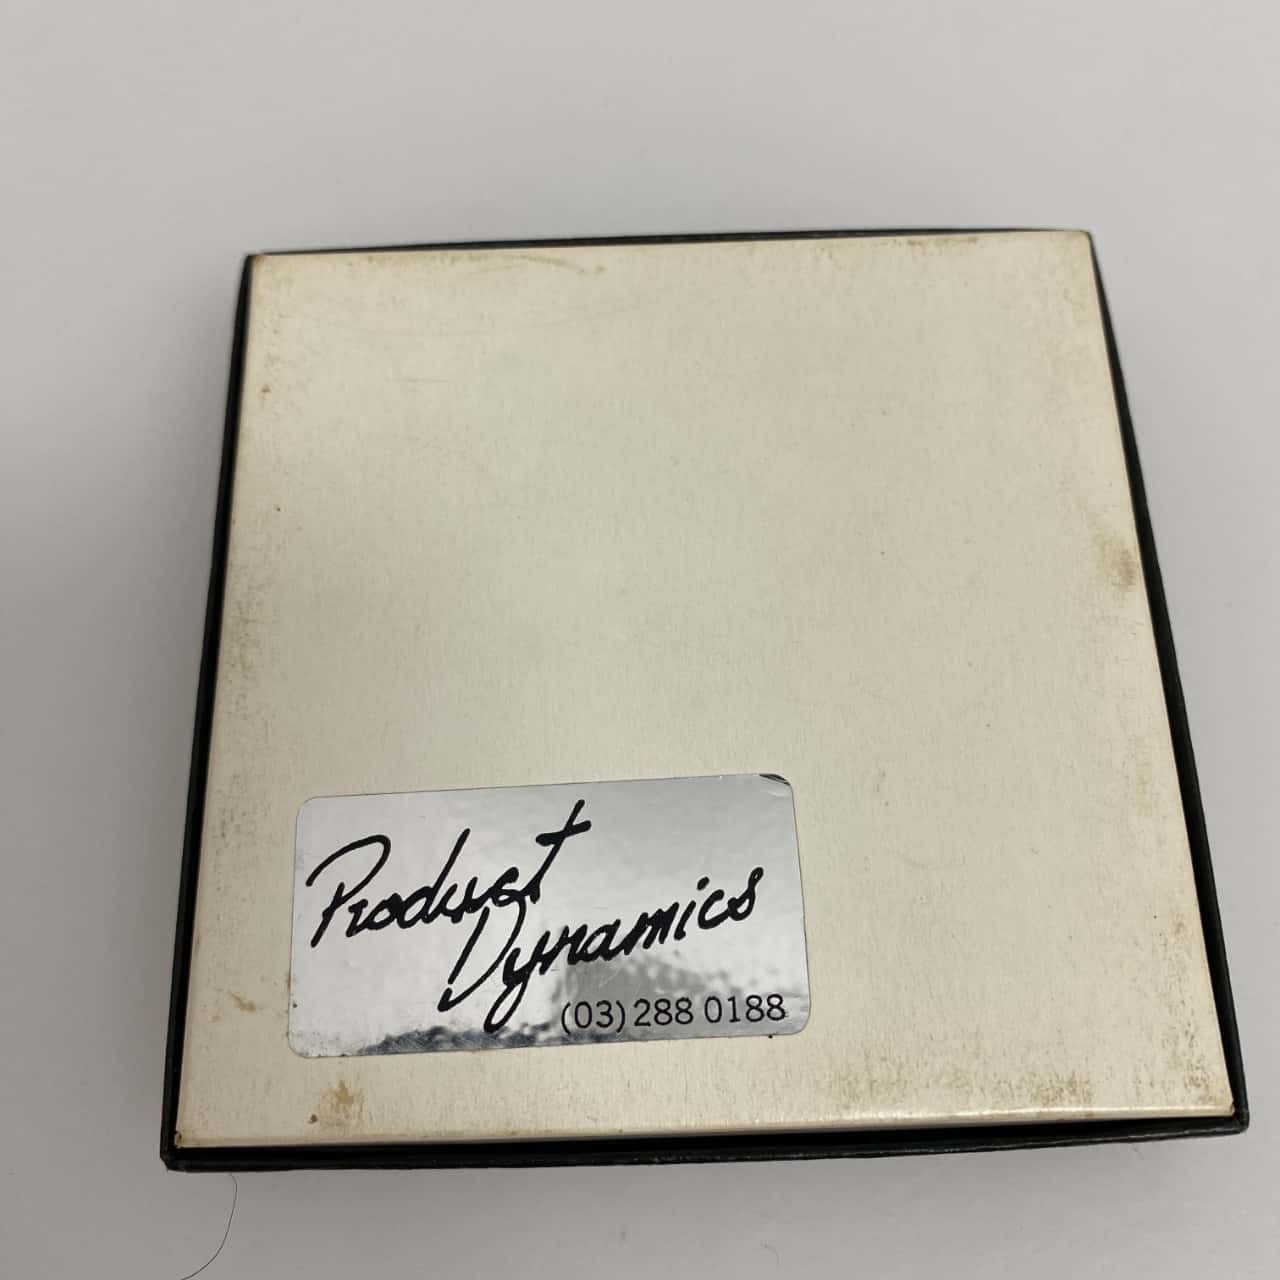 Product
Dynamics
(03) 288 0188